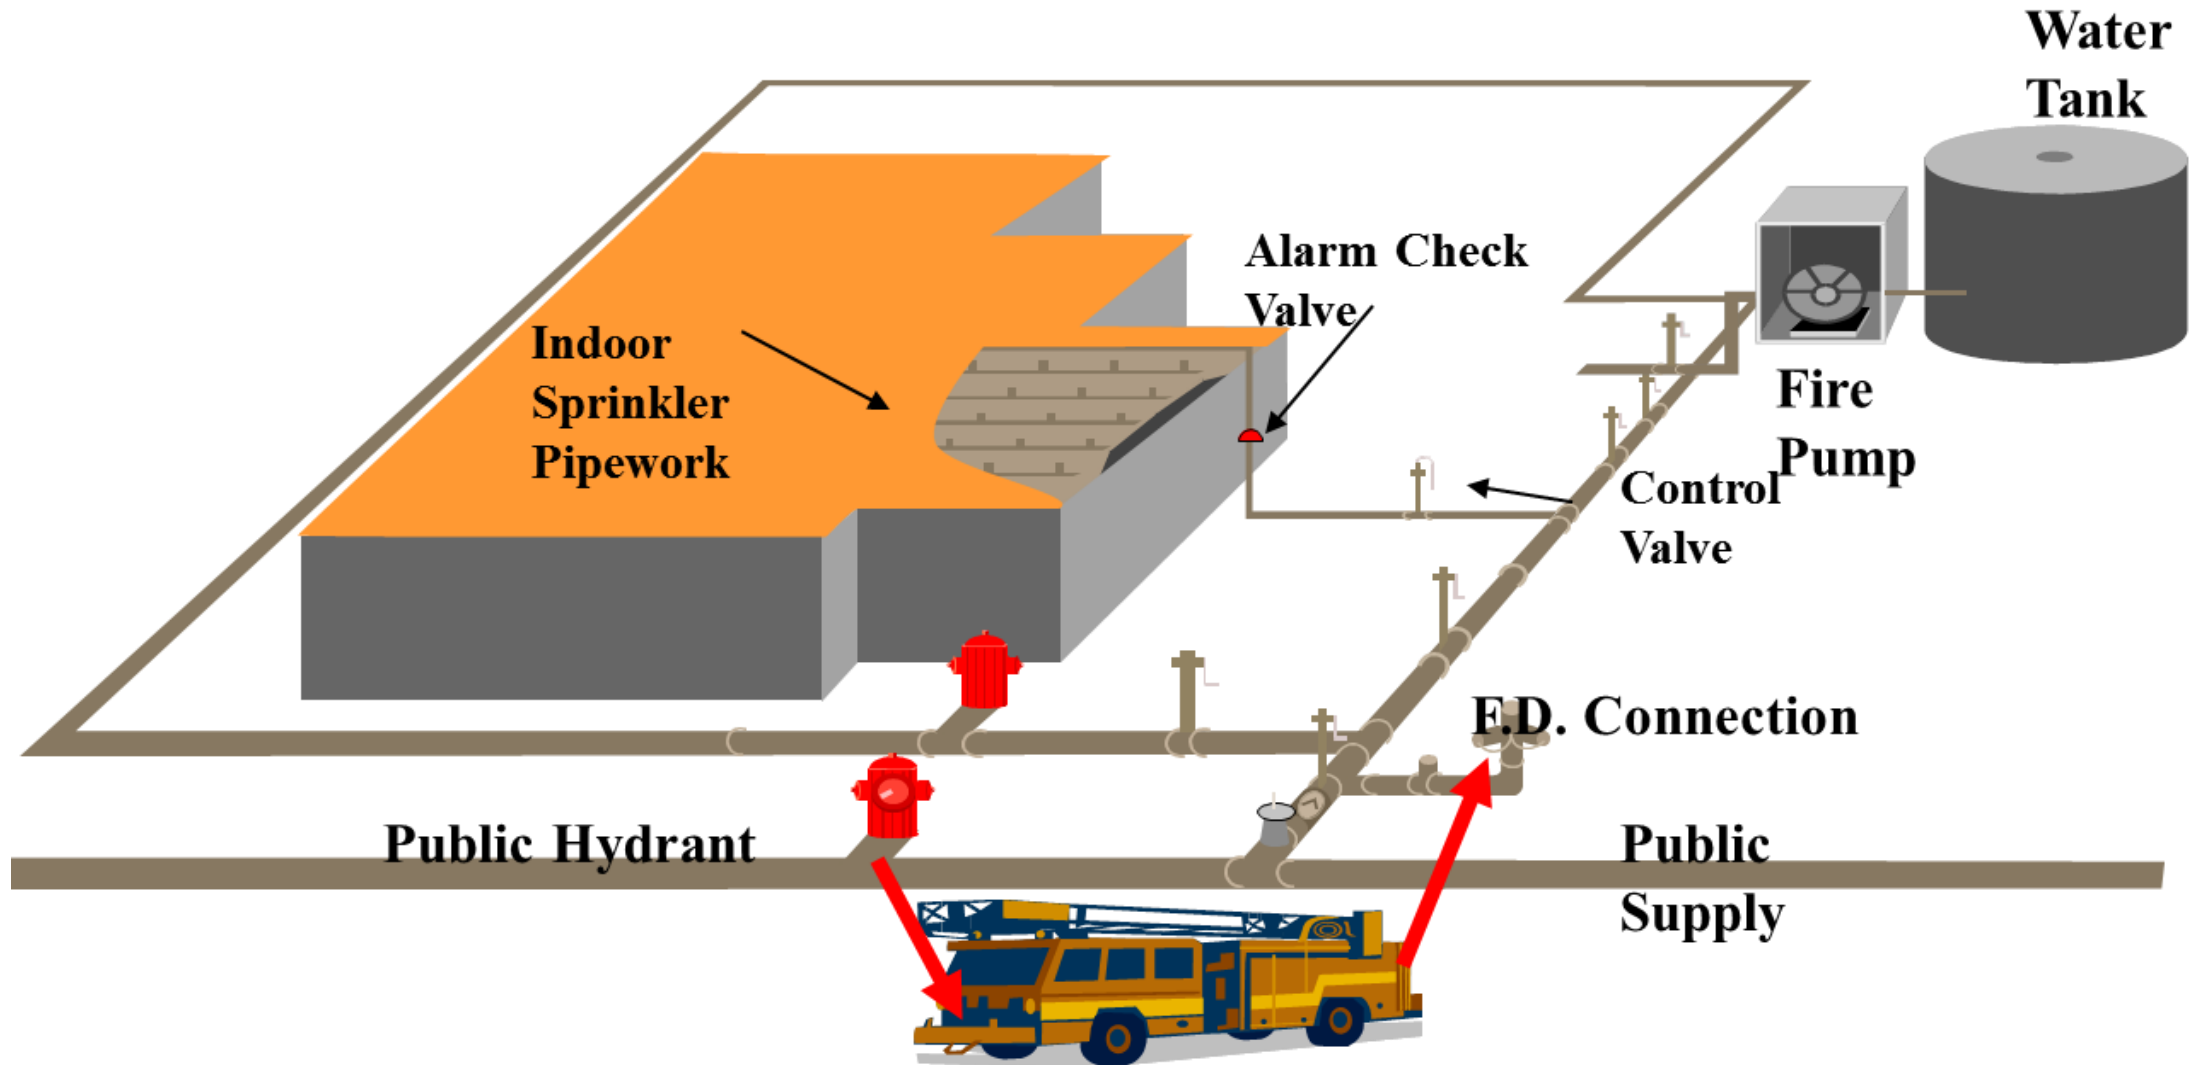 Water
Tank
Alarm Check
Valve
Indoor
Sprinkler
Pipework
Fire
Pump
Control
Valve
F.D. Connection
Public Hydrant
Public
Supply